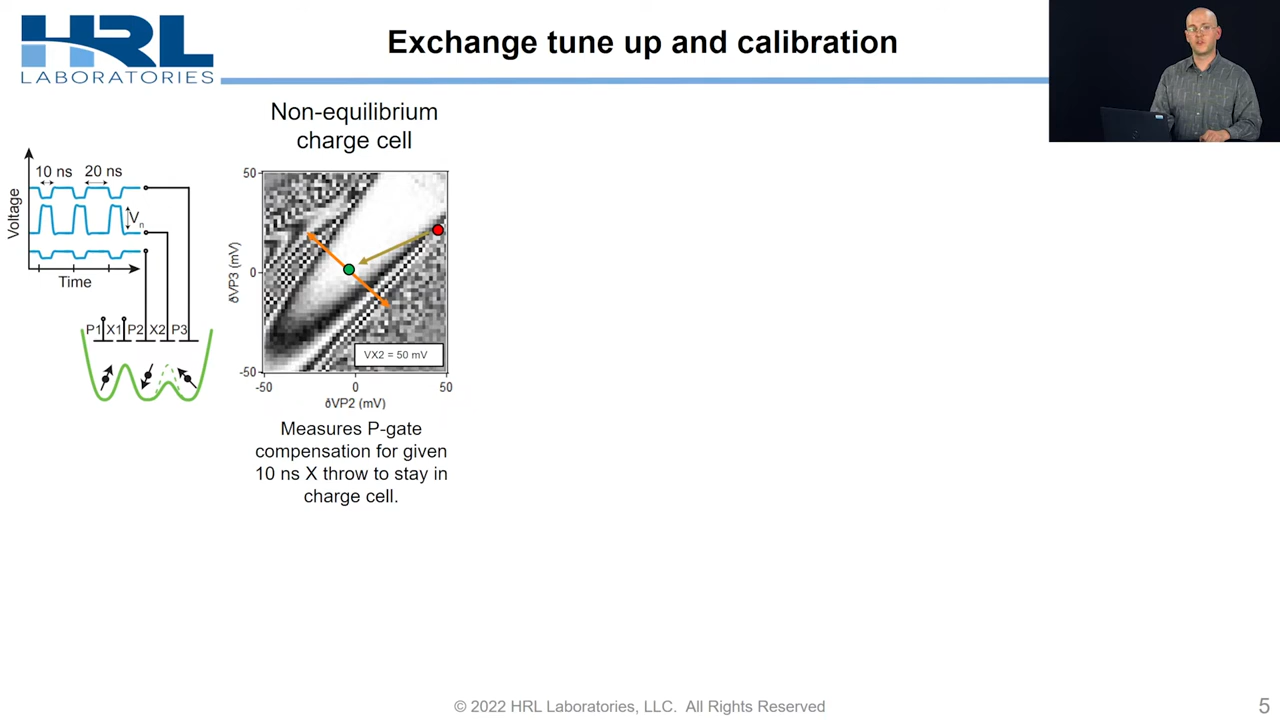 HRL
LABORATORIES
Exchange tune up and calibration
Non-equilibrium
charge cell
10 ns 20 ns
Voltage
Vn
Time
P1 X1 P2 X2 P3
50
0
-50
δVP3 (mV)
VX2 = 50 mV
-50 0 50
δVP2 (mV)
Measures P-gate
compensation for given
10 ns X throw to stay in
charge cell.
© 2022 HRL Laboratories, LLC. All Rights Reserved
5